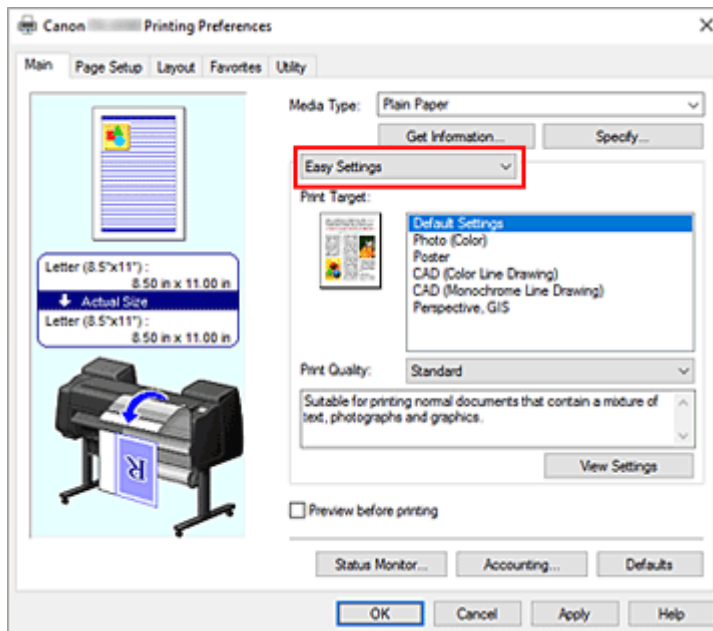 Canon Printing Preferences
Main
Page Setup
Layout
Favortes
Utility
Media Type:
Plain Paper
Get Information...
Specify...
Easy Settings
Print Target:
Default Settings
Photo (Color)
Poster
CAD (Color Line Drawing)
CAD (Monochrome Line Drawing)
Perspective, GIS
Letter (8.5"x11") :
8.50 in x 11.00 in
Actual Size
Letter (8.5"x11") :
8.50 in x 11.00 in
R
Print Quality:
Standard
Suitable for printing normal documents that contain a mixture of
text, photographs and graphics.
View Settings
Preview before printing
Status Monitor...
Accounting...
Defaults
OK
Cancel
Apply
Help